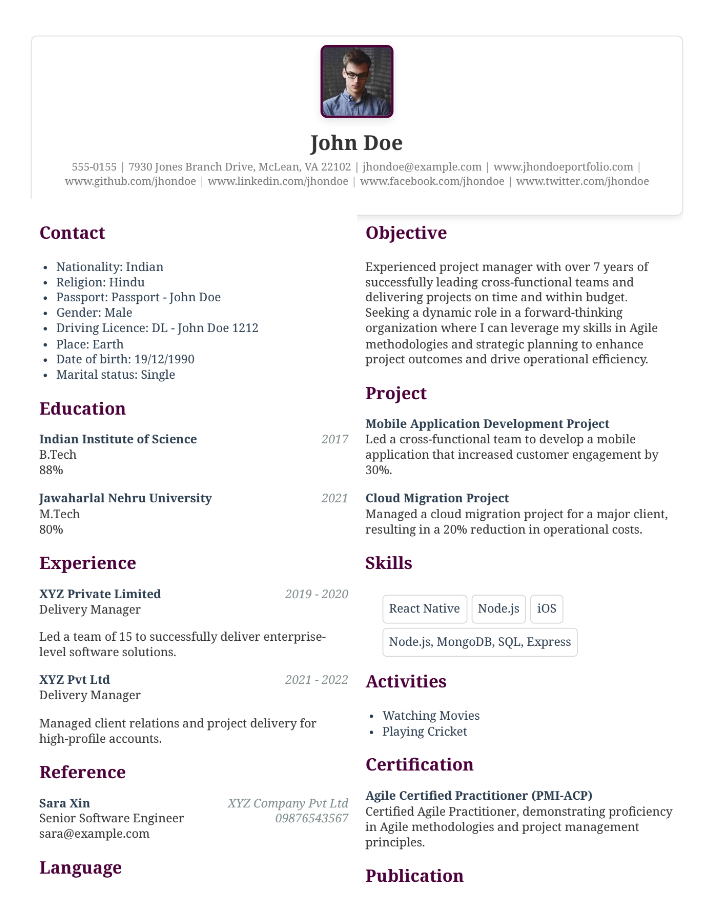 John Doe
555-0155 | 7930 Jones Branch Drive, McLean, VA 22102 | jhondoe@example.com | www.jhondoeportfolio.com |
www.github.com/jhondoe | www.linkedin.com/jhondoe | www.facebook.com/jhondoe | www.twitter.com/jhondoe
Contact
• Nationality: Indian
• Religion: Hindu
• Passport: Passport - John Doe
• Gender: Male
• Driving Licence: DL - John Doe 1212
• Place: Earth
• Date of birth: 19/12/1990
• Marital status: Single
Education
Indian Institute of Science 2017
B.Tech
88%
Jawaharlal Nehru University 2021
M.Tech
80%
Experience
XYZ Private Limited 2019 - 2020
Delivery Manager
Led a team of 15 to successfully deliver enterprise-
level software solutions.
XYZ Pvt Ltd 2021 - 2022
Delivery Manager
Managed client relations and project delivery for
high-profile accounts.
Reference
Sara Xin XYZ Company Pvt Ltd
Senior Software Engineer 09876543567
sara@example.com
Language
Objective
Experienced project manager with over 7 years of
successfully leading cross-functional teams and
delivering projects on time and within budget.
Seeking a dynamic role in a forward-thinking
organization where I can leverage my skills in Agile
methodologies and strategic planning to enhance
project outcomes and drive operational efficiency.
Project
Mobile Application Development Project
Led a cross-functional team to develop a mobile
application that increased customer engagement by
30%.
Cloud Migration Project
Managed a cloud migration project for a major client,
resulting in a 20% reduction in operational costs.
Skills
React Native Node.js iOS
Node.js, MongoDB, SQL, Express
Activities
• Watching Movies
• Playing Cricket
Certification
Agile Certified Practitioner (PMI-ACP)
Certified Agile Practitioner, demonstrating proficiency
in Agile methodologies and project management
principles.
Publication